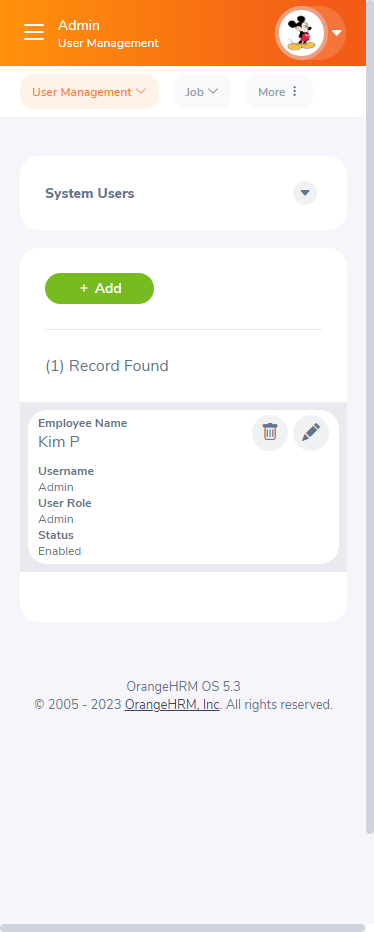 Admin
User Management
User Management
Job
More
System Users
+ Add
(1) Record Found
Employee Name
Kim P
Username
Admin
User Role
Admin
Status
Enabled
OrangeHRM OS 5.3
© 2005 - 2023 OrangeHRM, Inc. All rights reserved.